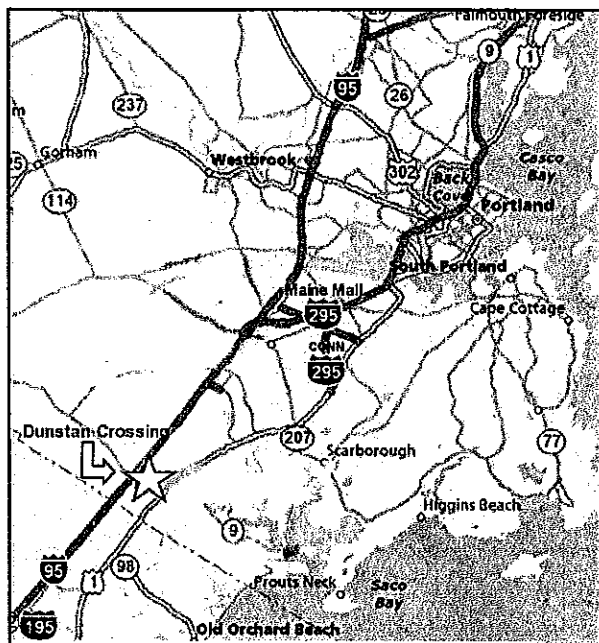 Falmouth Foreside
9
1
95
237
26
m
Gorham
Westbrook
302
Back
Cove
Casco
Bay
114
Portland
South Portland
Maine Mall
295
Cape Cottage
CONN
295
Dunstan Crossing
207
Scarborough
77
Higgins Beach
9
95
1
98
Prouts Neck
Saco
Bay
195
Old Orchard Beach